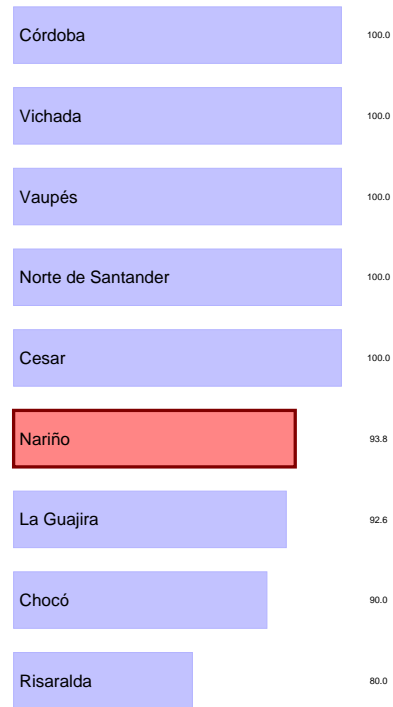 Córdoba 100.0
Vichada 100.0
Vaupés 100.0
Norte de Santander 100.0
Cesar 100.0
Nariño 93.8
La Guajira 92.6
Chocó 90.0
Risaralda 80.0